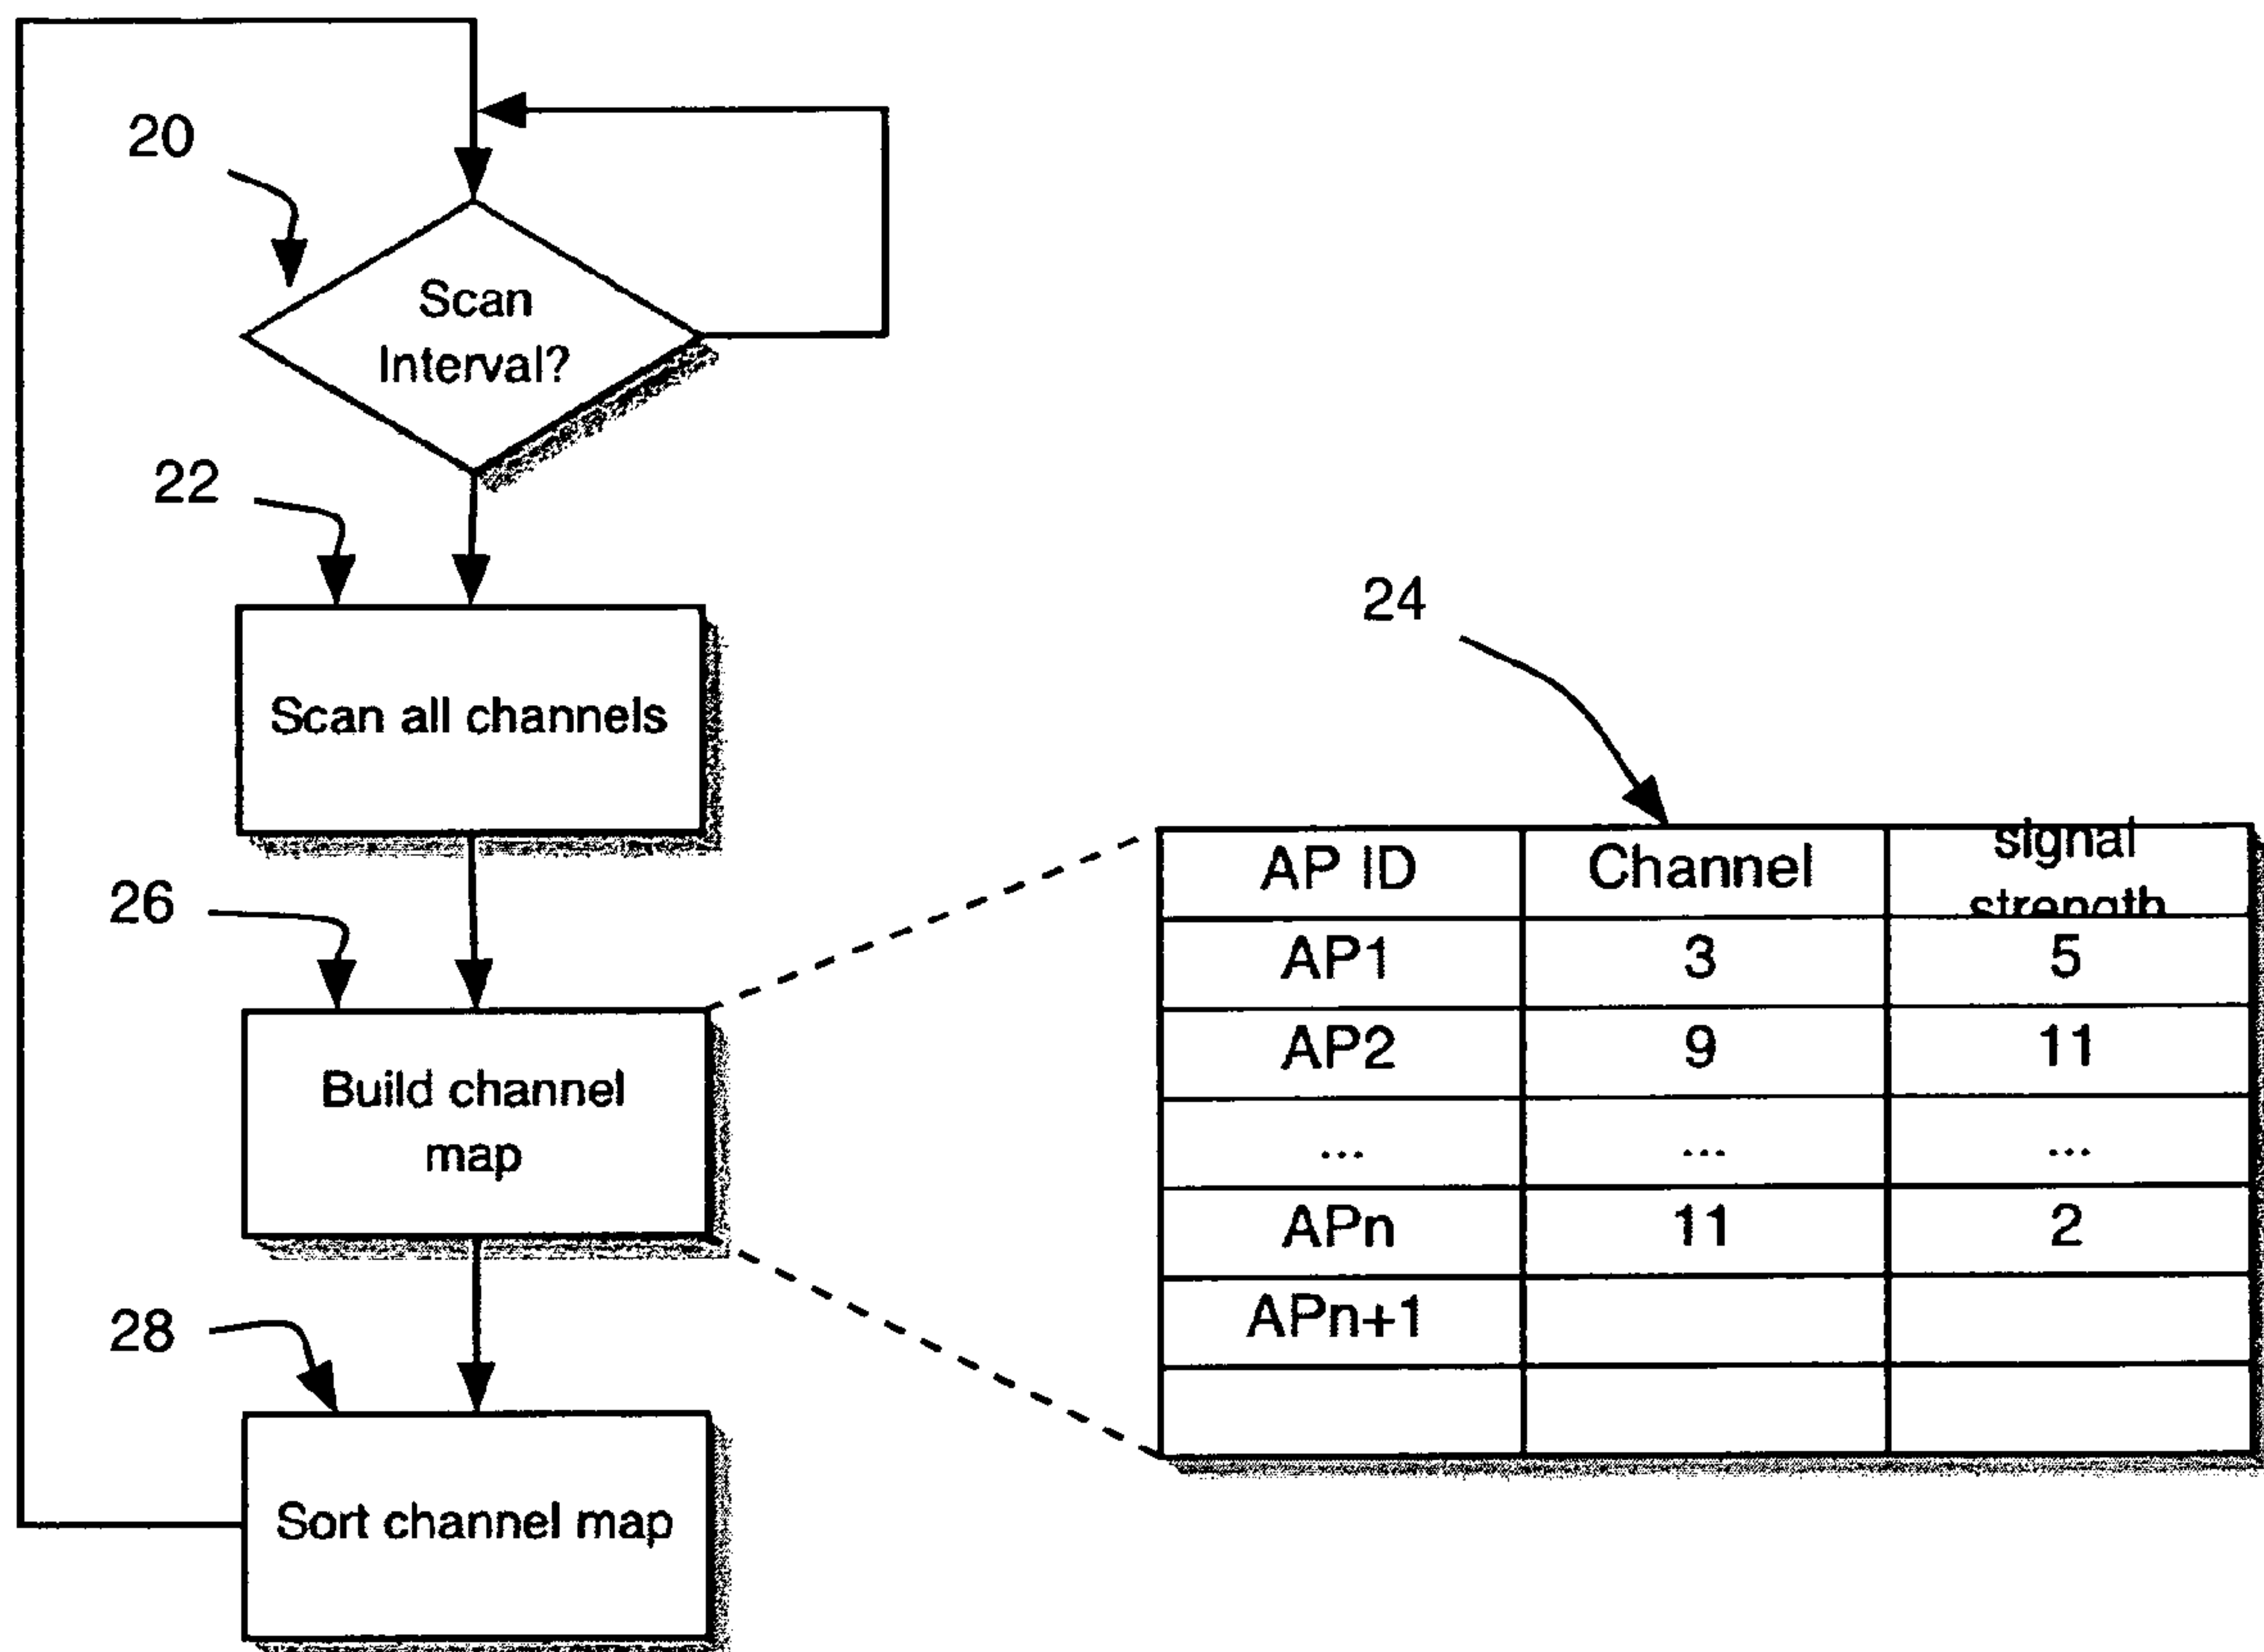 20
Scan
Interval?
22
Scan all channels
24
26
Build channel
map
28
Sort channel map
AP ID Channel signal
strength
AP1 3 5
AP2 9 11
... ... ...
APn 11 2
APn+1